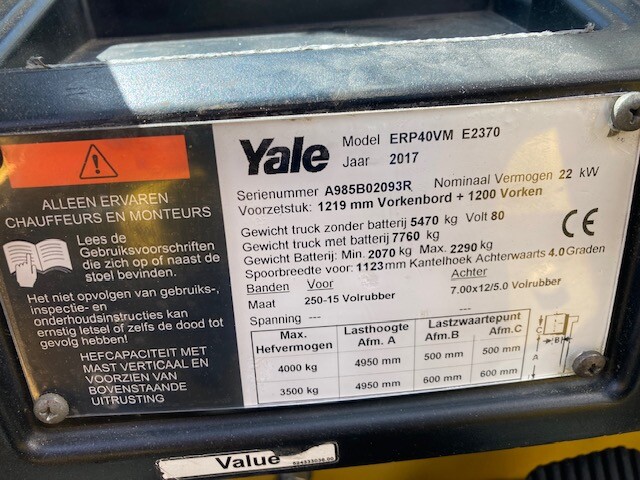 ALLEEN ERVAREN
CHAUFFEURS EN MONTEURS
Lees de
Gebruiksvoorschriften
die zich op of naast de
stoel bevinden.
Het niet opvolgen van gebruiks-,
inspectie- en
onderhoudsinstructies kan
ernstig letsel of zelfs de dood tot
gevolg hebben!
HEFCAPACITEIT MET
MAST VERTICAAL EN
VOORZIEN VAN
BOVENSTAANDE
UITRUSTING
Yale
Model ERP40VM E2370
Jaar 2017
Serienummer A985B02093R Nominaal Vermogen 22 kW
Voorzetstuk: 1219 mm Vorkenbord + 1200 Vorken
Gewicht truck zonder batterij 5470 kg Volt 80
Gewicht truck met batterij 7760 kg
Gewicht Batterij: Min. 2070 kg Max. 2290 kg
Spoorbreedte voor: 1123 mm Kantelhoek Achterwaarts 4.0 Graden
CE
Banden Voor Achter
Maat 250-15 Volrubber 7.00x12/5.0 Volrubber
Spanning --- ---
Max. Hefvermogen Lasthoogte Afm. A Lastzwaartepunt Afm.B Afm.C
4000 kg 4950 mm 500 mm 500 mm
3500 kg 4950 mm 600 mm 600 mm
C
B
A
Value